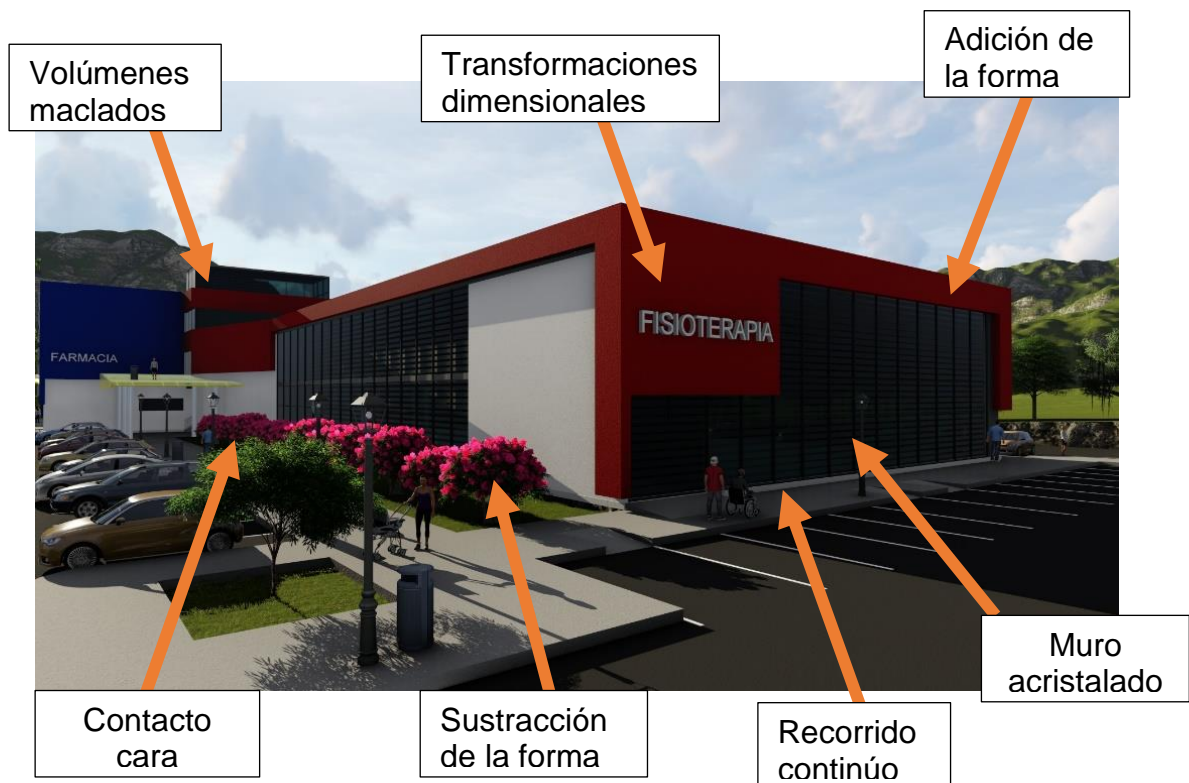 Volúmenes
maclados
Transformaciones
dimensionales
Adición de
la forma
FARMACIA
FISIOTERAPIA
Muro
acristalado
Contacto
cara
Sustracción
de la forma
Recorrido
continúo